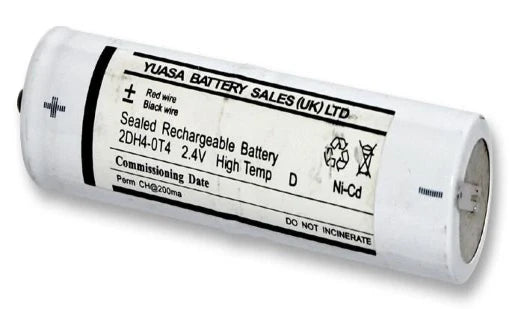 YUASA BATTERY SALES (UK) LTD
± Red wire
Black wire
Sealed Rechargeable Battery
2DH4-0T4 2.4V High Temp D
Ni-Cd
Commissioning Date
Perm CH@200ma
DO NOT INCINERATE